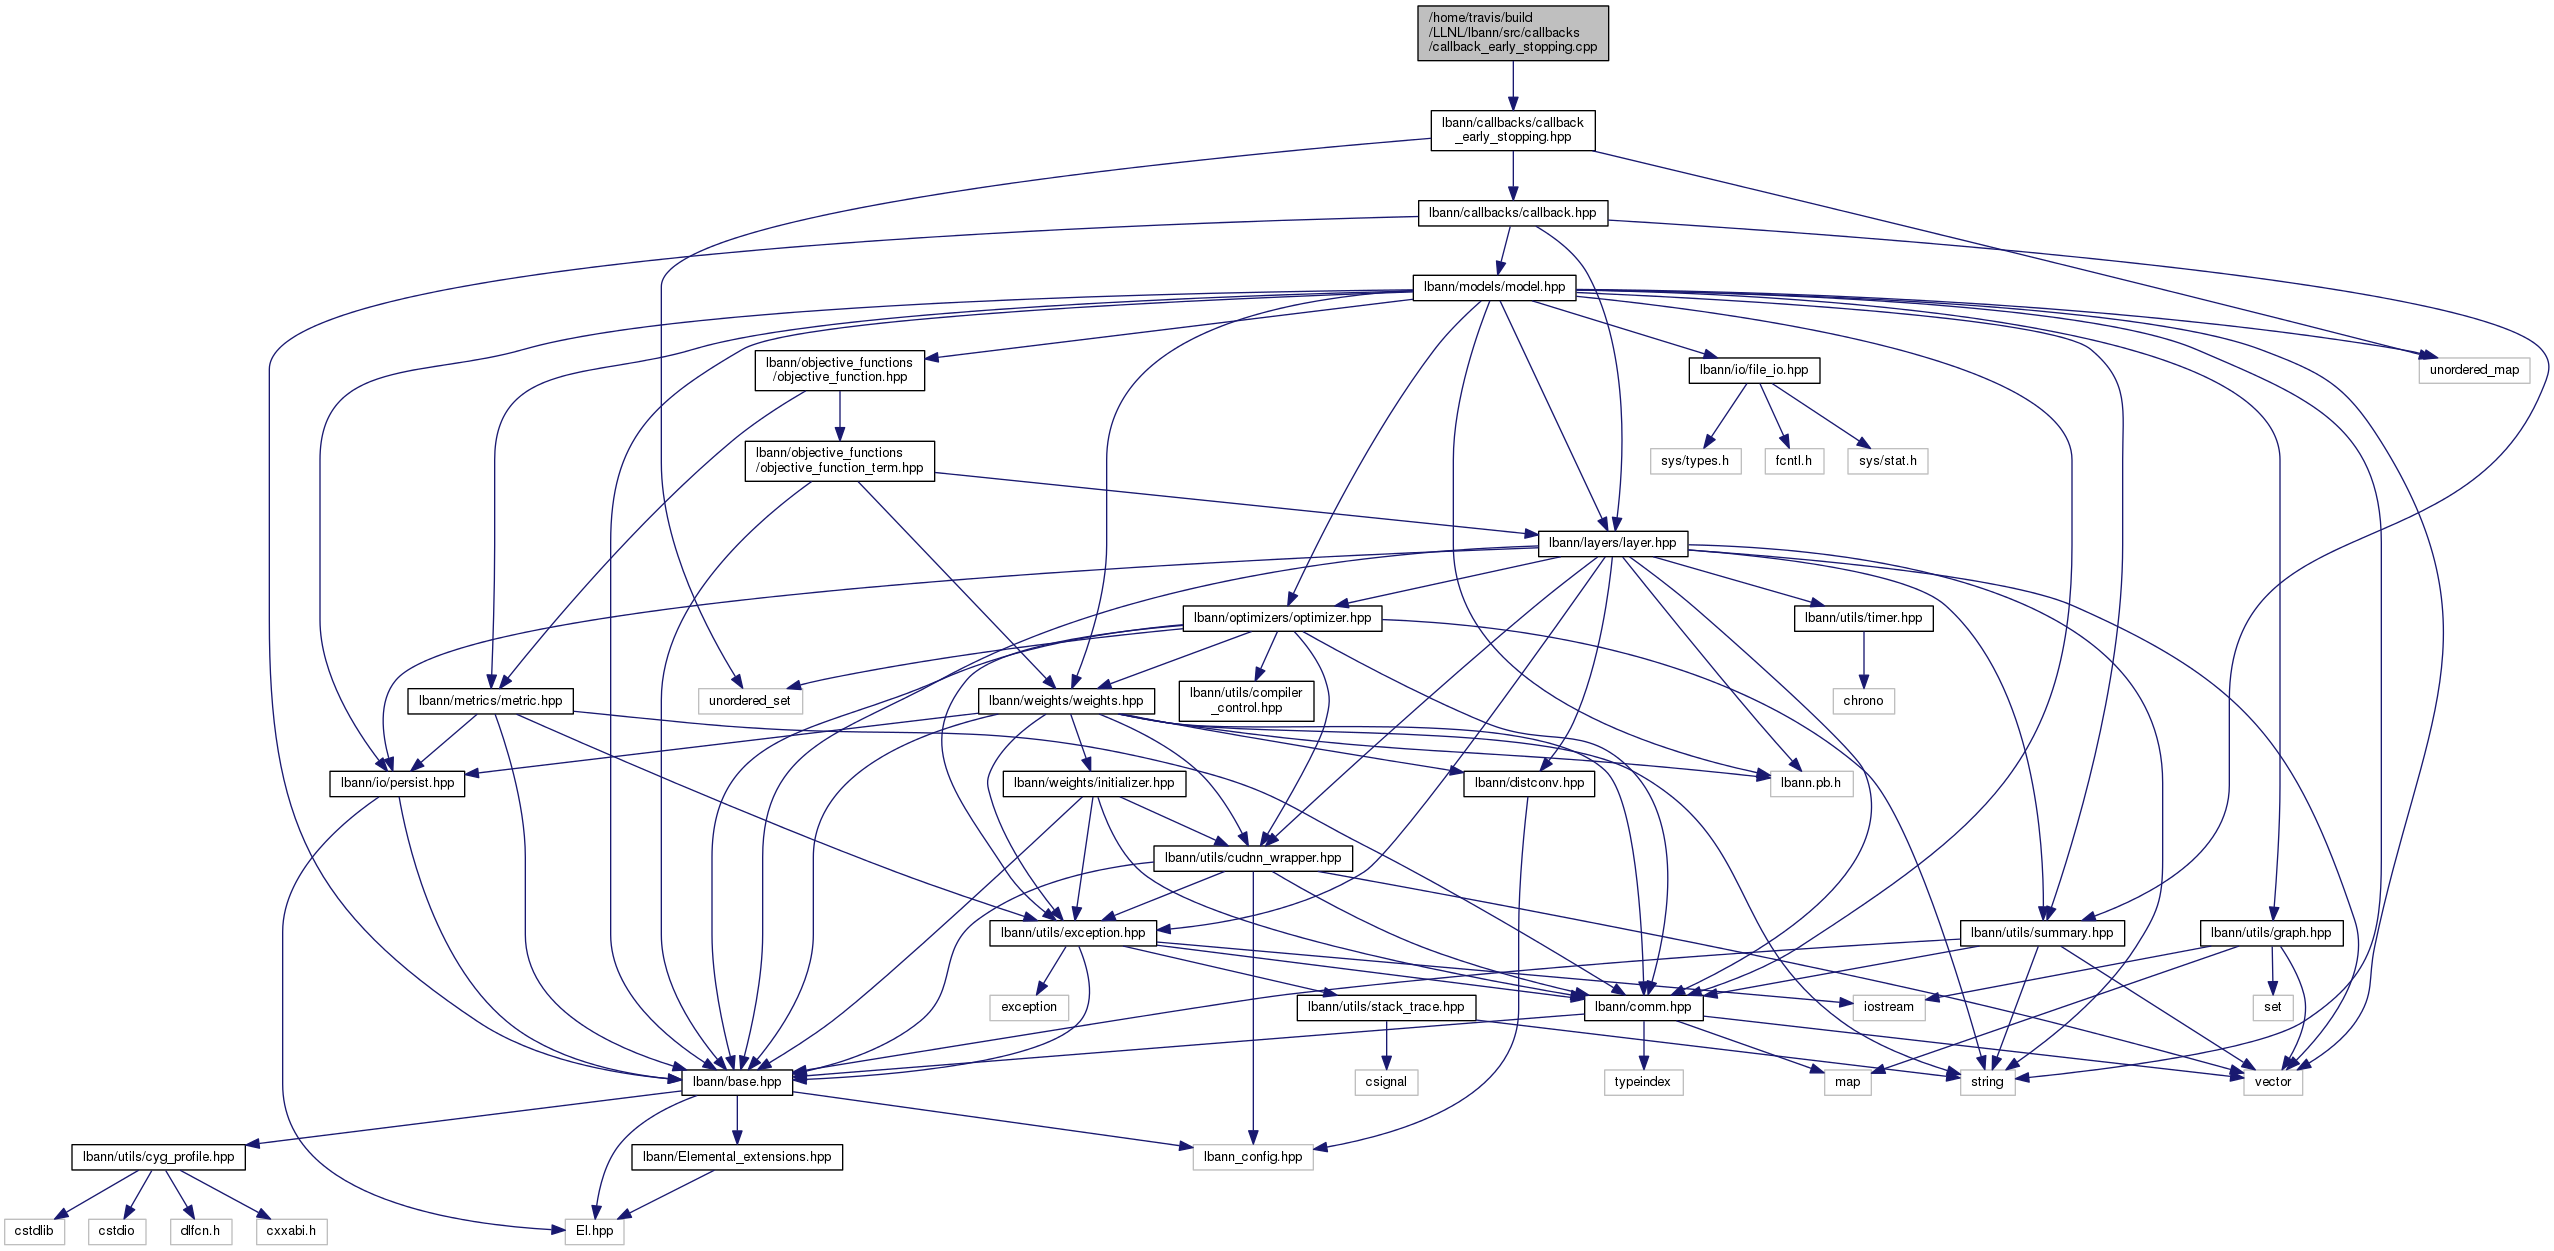 /home/travis/build
/LLNL/lbann/src/callbacks
/callback_early_stopping.cpp
lbann/callbacks/callback
_early_stopping.hpp
lbann/callbacks/callback.hpp
lbann/models/model.hpp
lbann/objective_functions
/objective_function.hpp
lbann/io/file_io.hpp
unordered_map
lbann/objective_functions
/objective_function_term.hpp
sys/types.h
fcntl.h
sys/stat.h
lbann/layers/layer.hpp
lbann/optimizers/optimizer.hpp
lbann/utils/timer.hpp
lbann/metrics/metric.hpp
unordered_set
lbann/weights/weights.hpp
lbann/utils/compiler
_control.hpp
chrono
lbann/io/persist.hpp
lbann/weights/initializer.hpp
lbann/distconv.hpp
lbann.pb.h
lbann/utils/cudnn_wrapper.hpp
lbann/utils/exception.hpp
lbann/utils/summary.hpp
lbann/utils/graph.hpp
exception
lbann/utils/stack_trace.hpp
lbann/comm.hpp
iostream
set
lbann/base.hpp
csignal
typeindex
map
string
vector
lbann/utils/cyg_profile.hpp
lbann/Elemental_extensions.hpp
lbann_config.hpp
cstdlib
cstdio
dlfcn.h
cxxabi.h
El.hpp